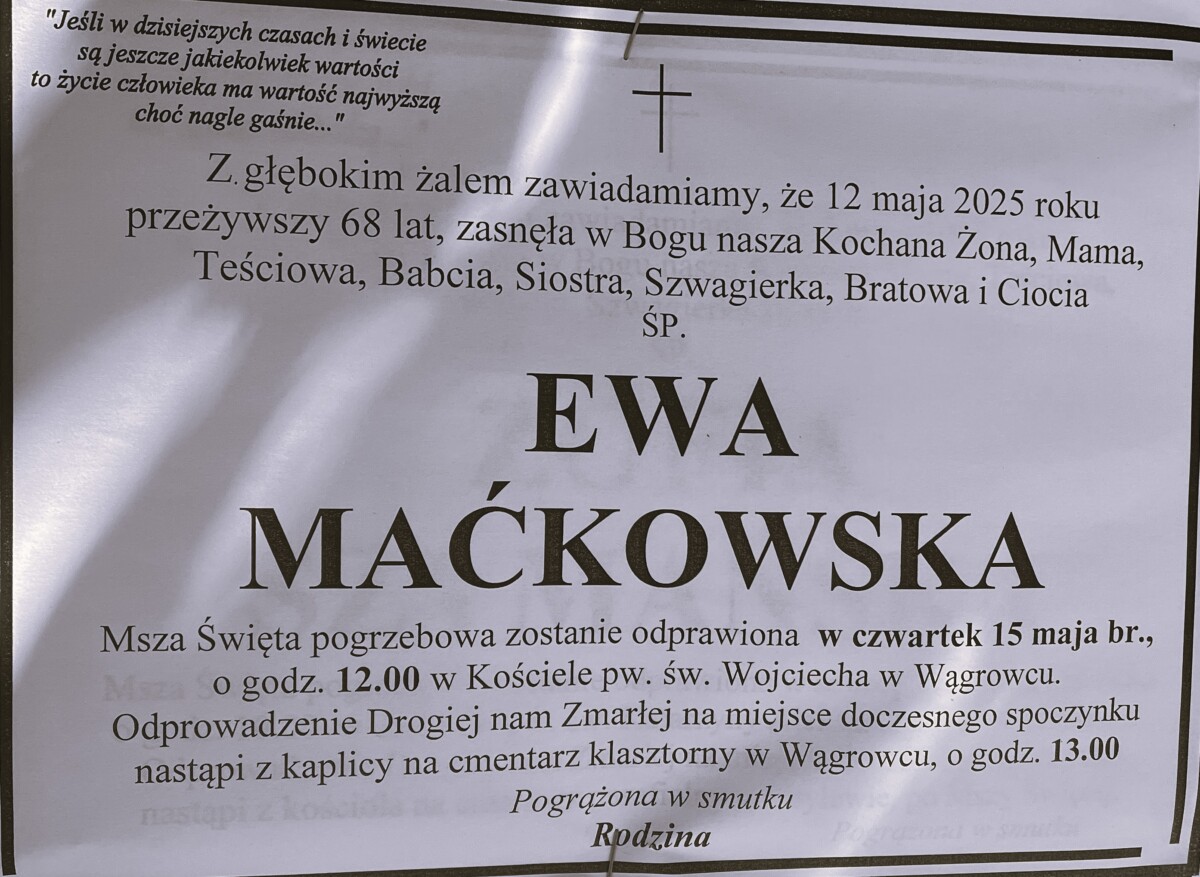 "Jeśli w dzisiejszych czasach i świecie
są jeszcze jakiekolwiek wartości
to życie człowieka ma wartość najwyższą
choć nagle gaśnie..."
Z głębokim żalem zawiadamiamy, że 12 maja 2025 roku
przeżywszy 68 lat, zasnęła w Bogu nasza Kochana Żona, Mama,
Teściowa, Babcia, Siostra, Szwagierka, Bratowa i Ciocia
ŚP.
EWA
MAĆKOWSKA
Msza Święta pogrzebowa zostanie odprawiona w czwartek 15 maja br.,
o godz. 12.00 w Kościele pw. św. Wojciecha w Wągrowcu.
Odprowadzenie Drogiej nam Zmarłej na miejsce doczesnego spoczynku
nastąpi z kaplicy na cmentarz klasztorny w Wągrowcu, o godz. 13.00
Pogrążona w smutku
Rodzina